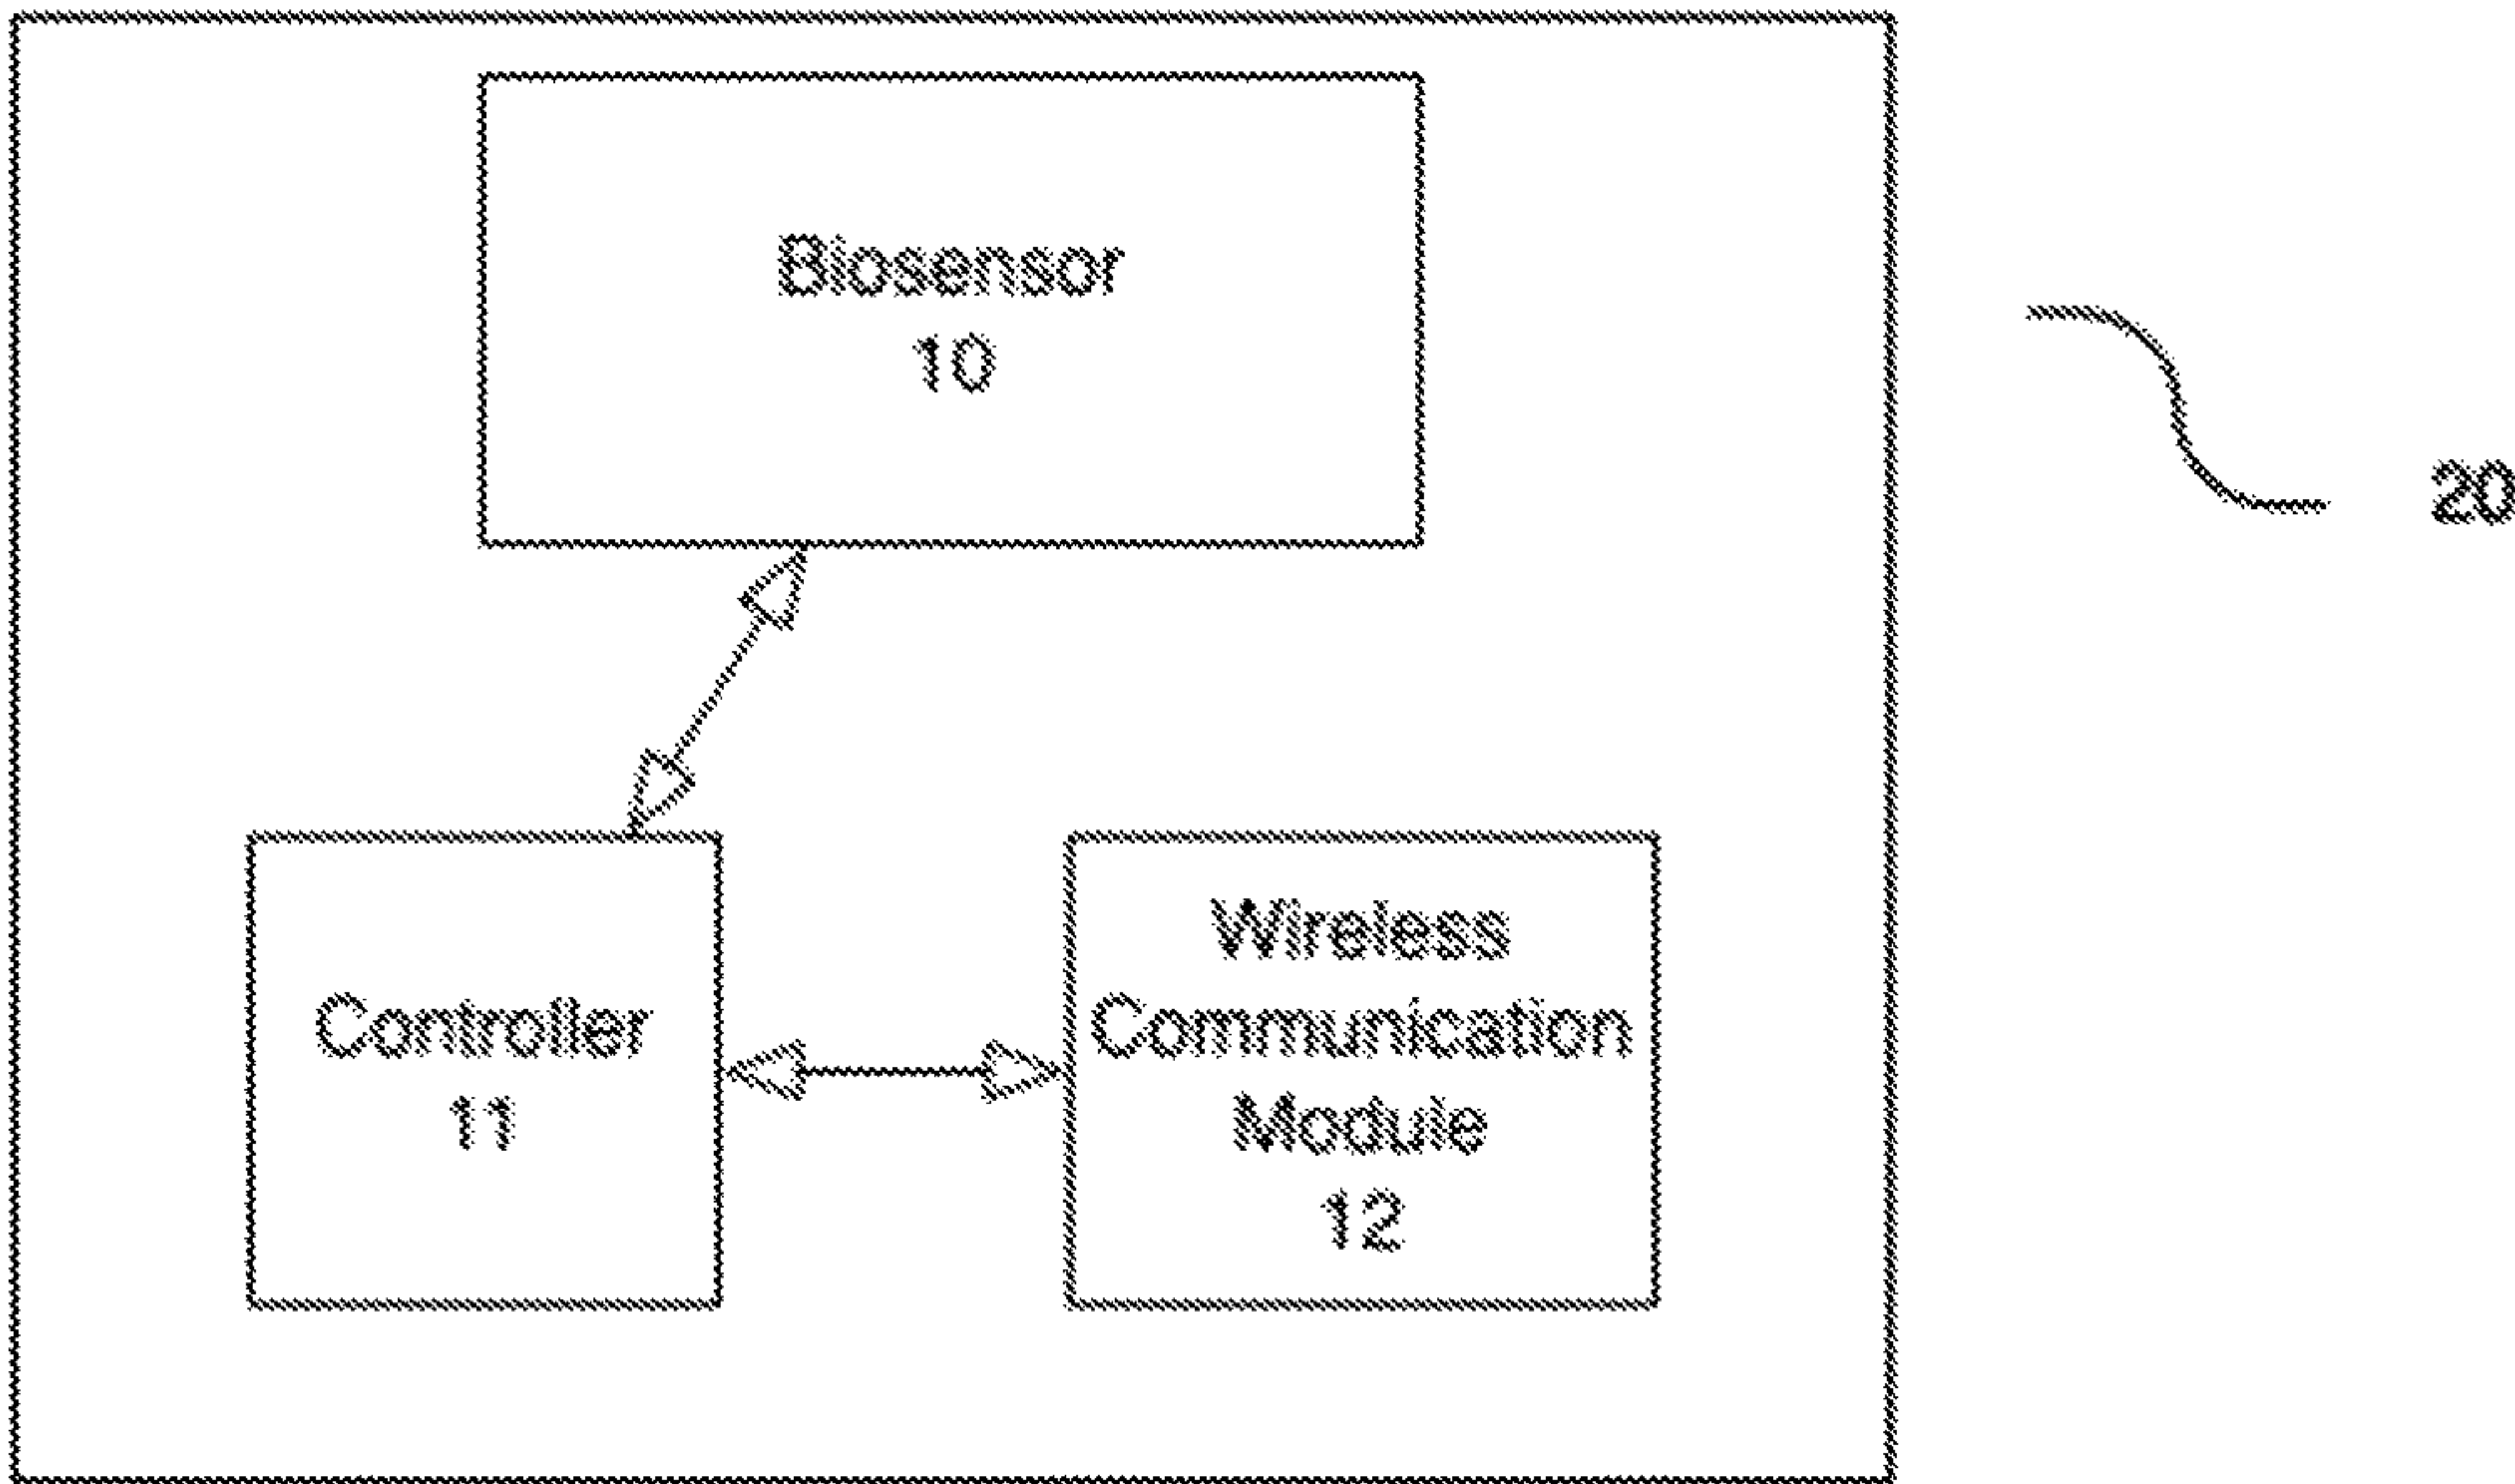 Biosensor
10
20
Controller
11
Wireless
Communication
Module
12